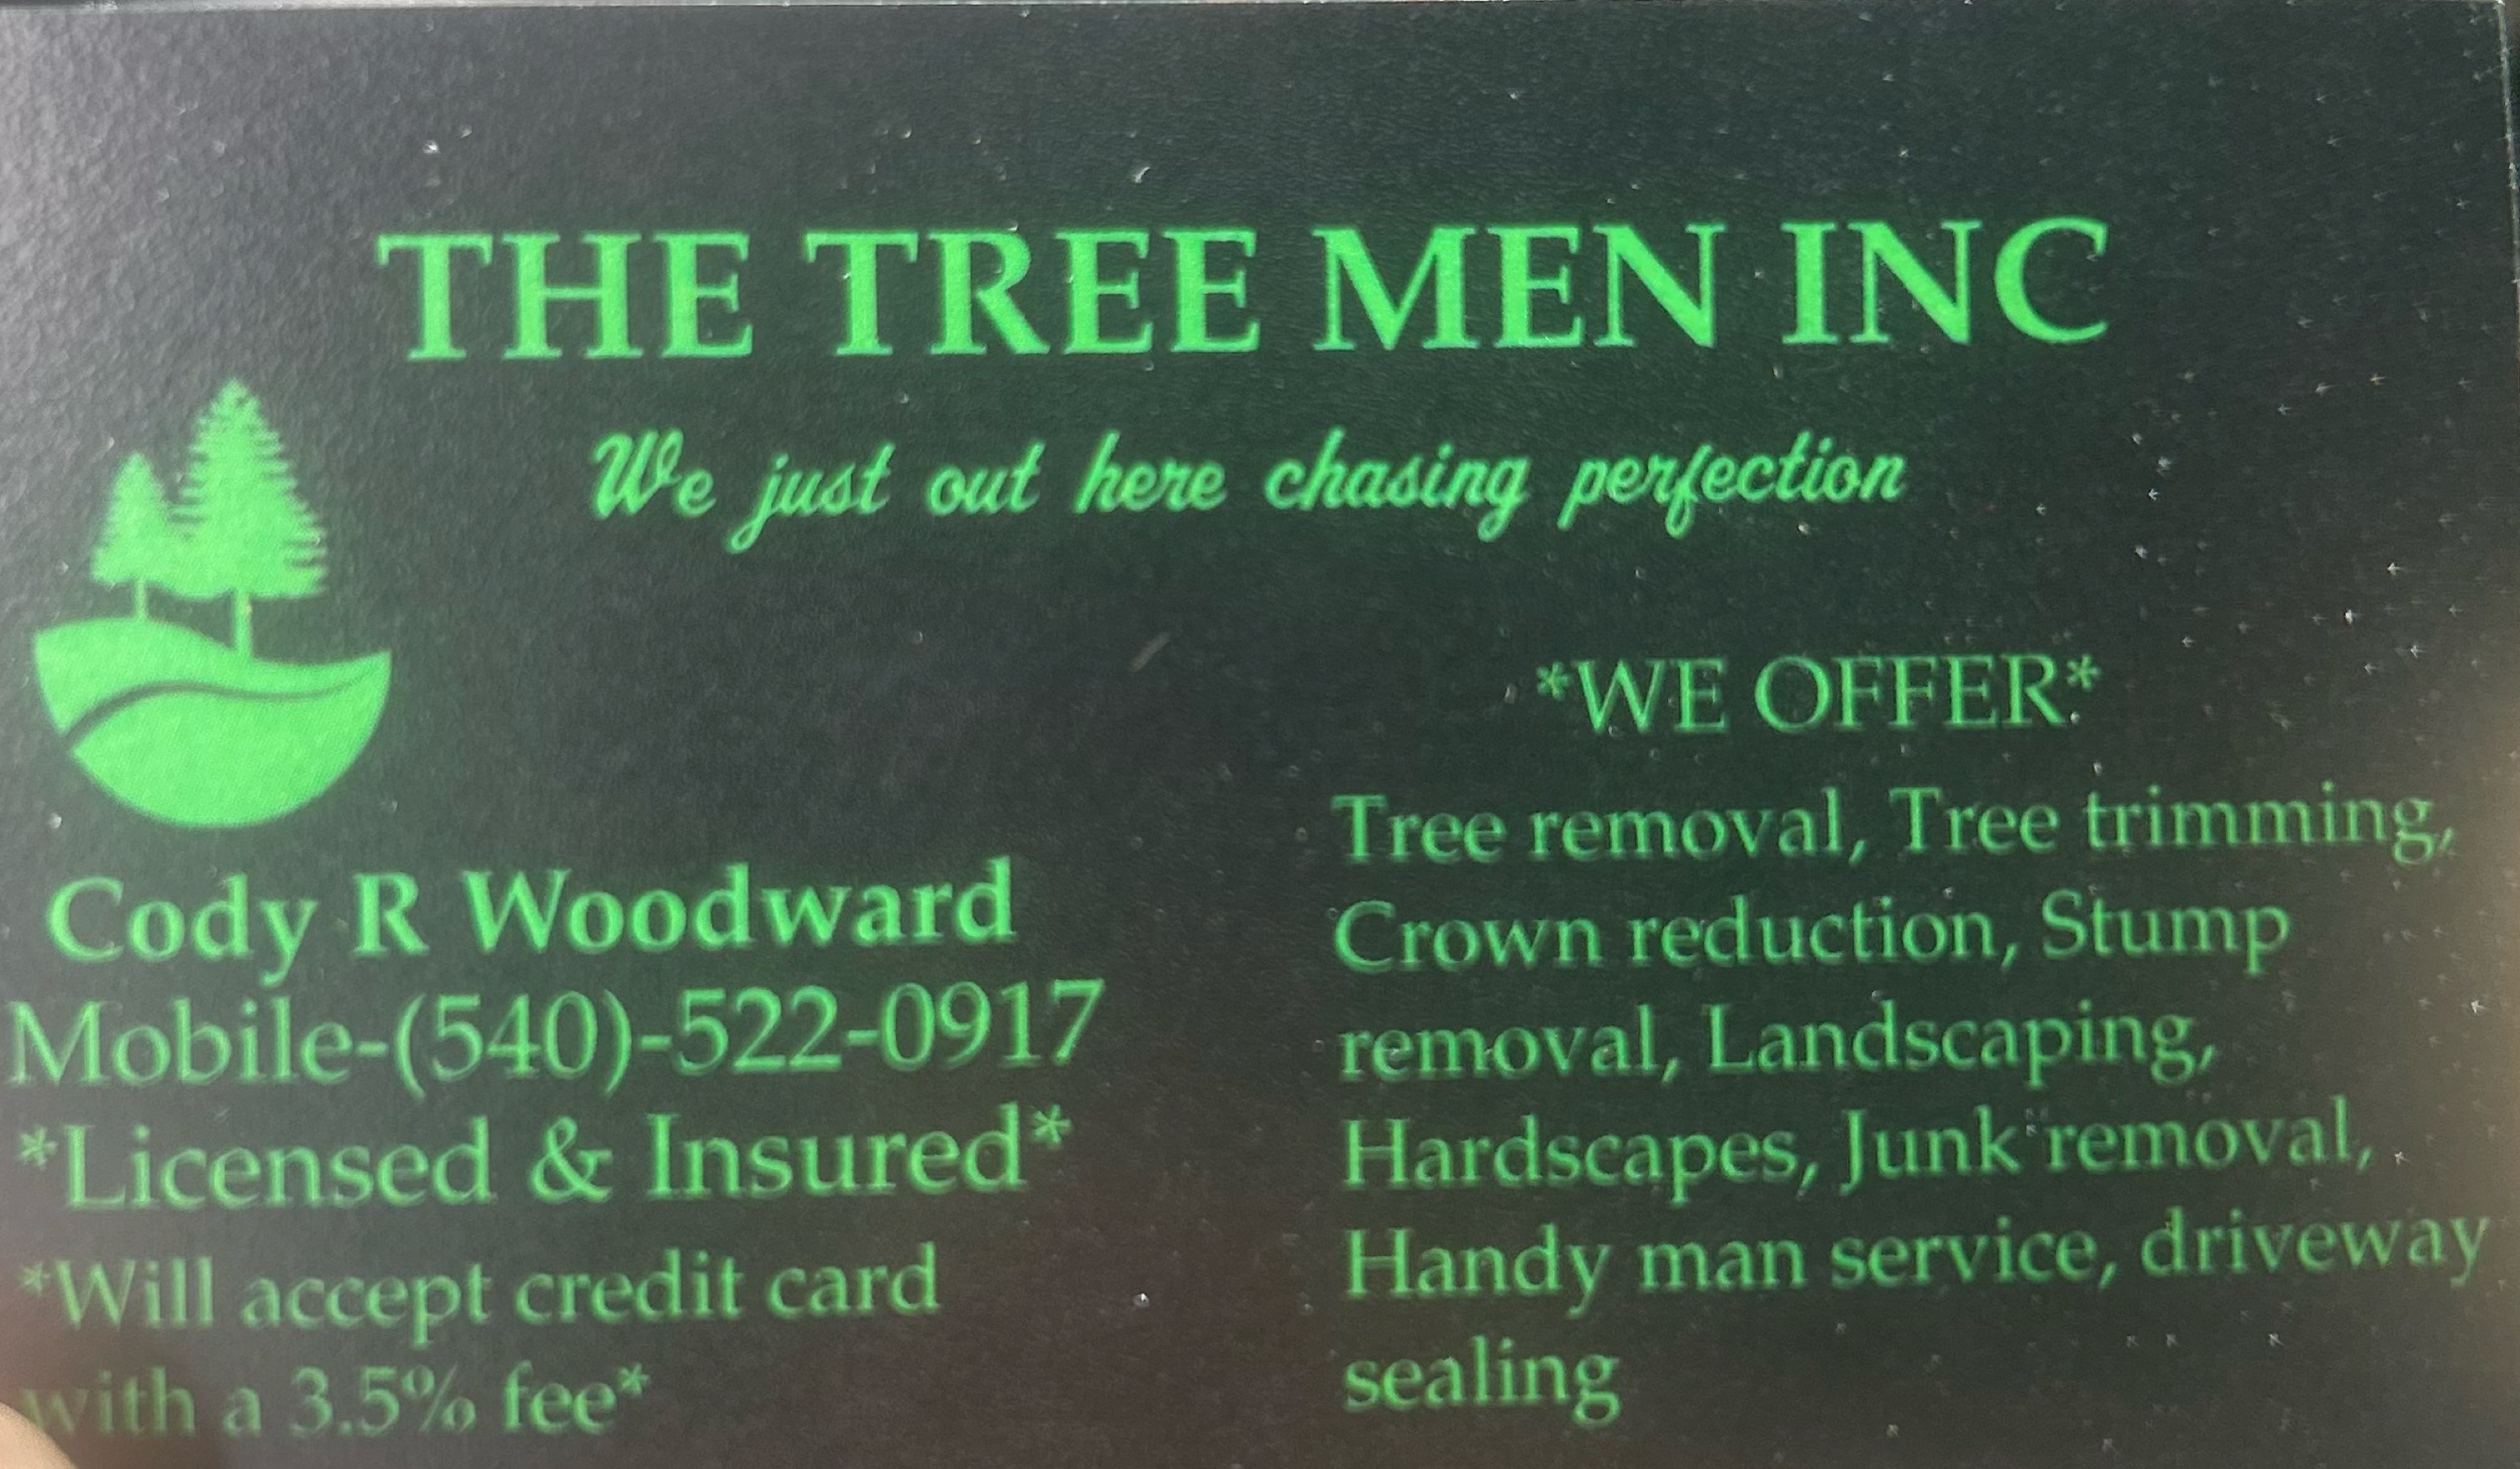 THE TREE MEN INC
We just out here chasing perfection
Cody R Woodward
Mobile-(540)-522-0917
*Licensed & Insured*
*Will accept credit card
with a 3.5% fee*
*WE OFFER*
Tree removal, Tree trimming,
Crown reduction, Stump
removal, Landscaping,
Hardscapes, Junk removal,
Handy man service, driveway
sealing